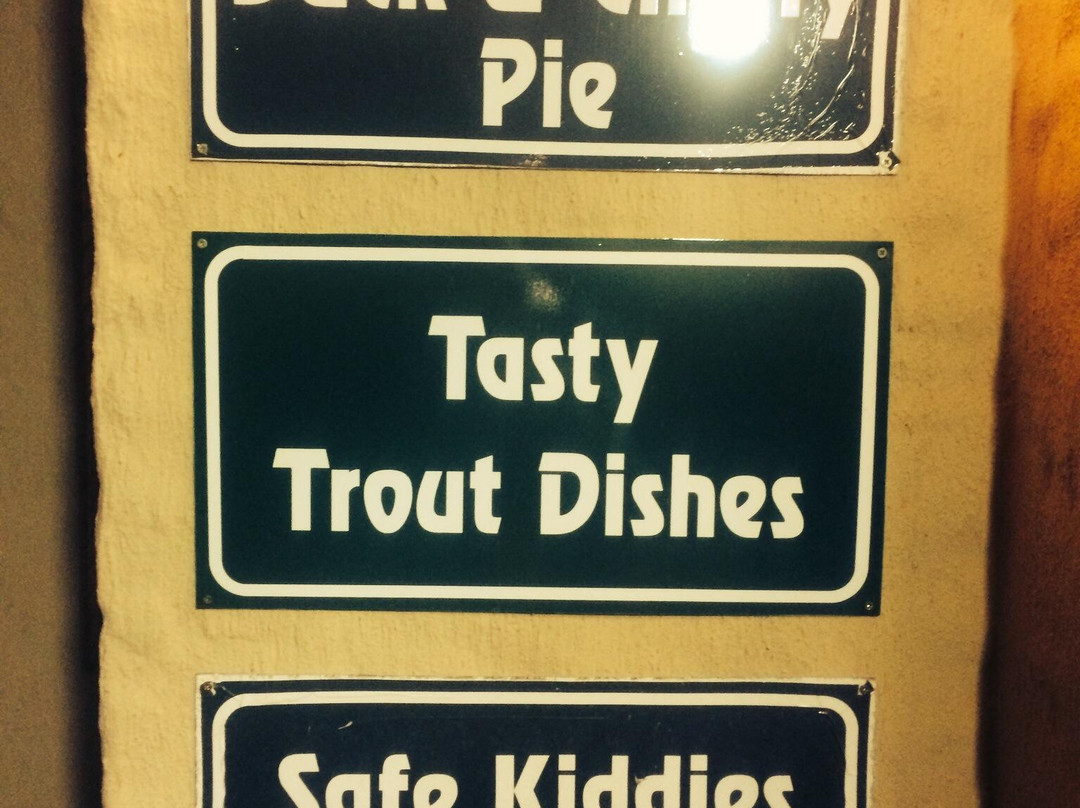 Pie
Tasty
Trout Dishes
Safe Kiddies